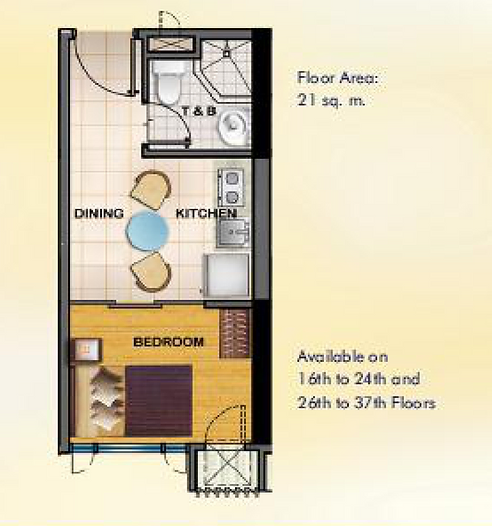 Floor Area:
21 sq. m.
T & B
DINING
KITCHEN
BEDROOM
Available on
16th to 24th and
26th to 37th Floors